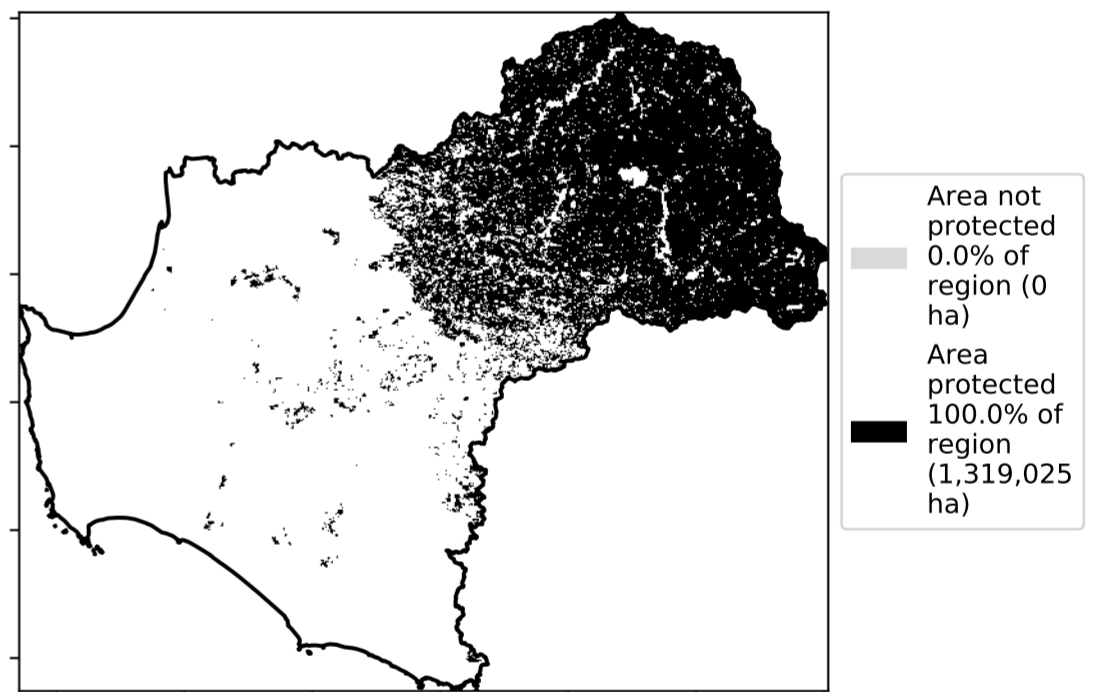 Area not
protected
0.0% of
region (0
ha)
Area
protected
100.0% of
region
(1,319,025
ha)